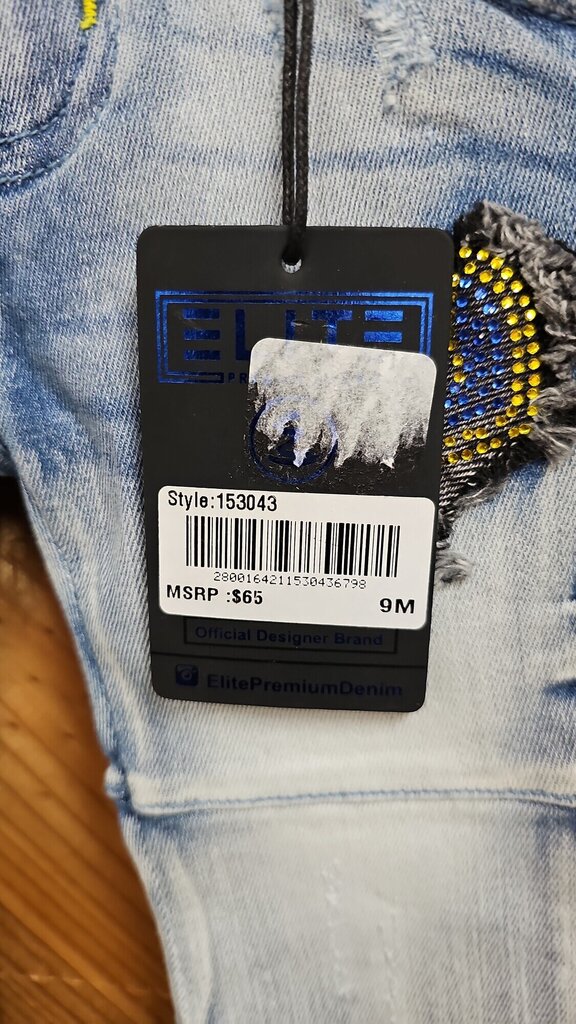 ELITE
Style:153043
2800164211530436798
MSRP :$65
9M
Official Designer Brand
ElitePremiumDenim